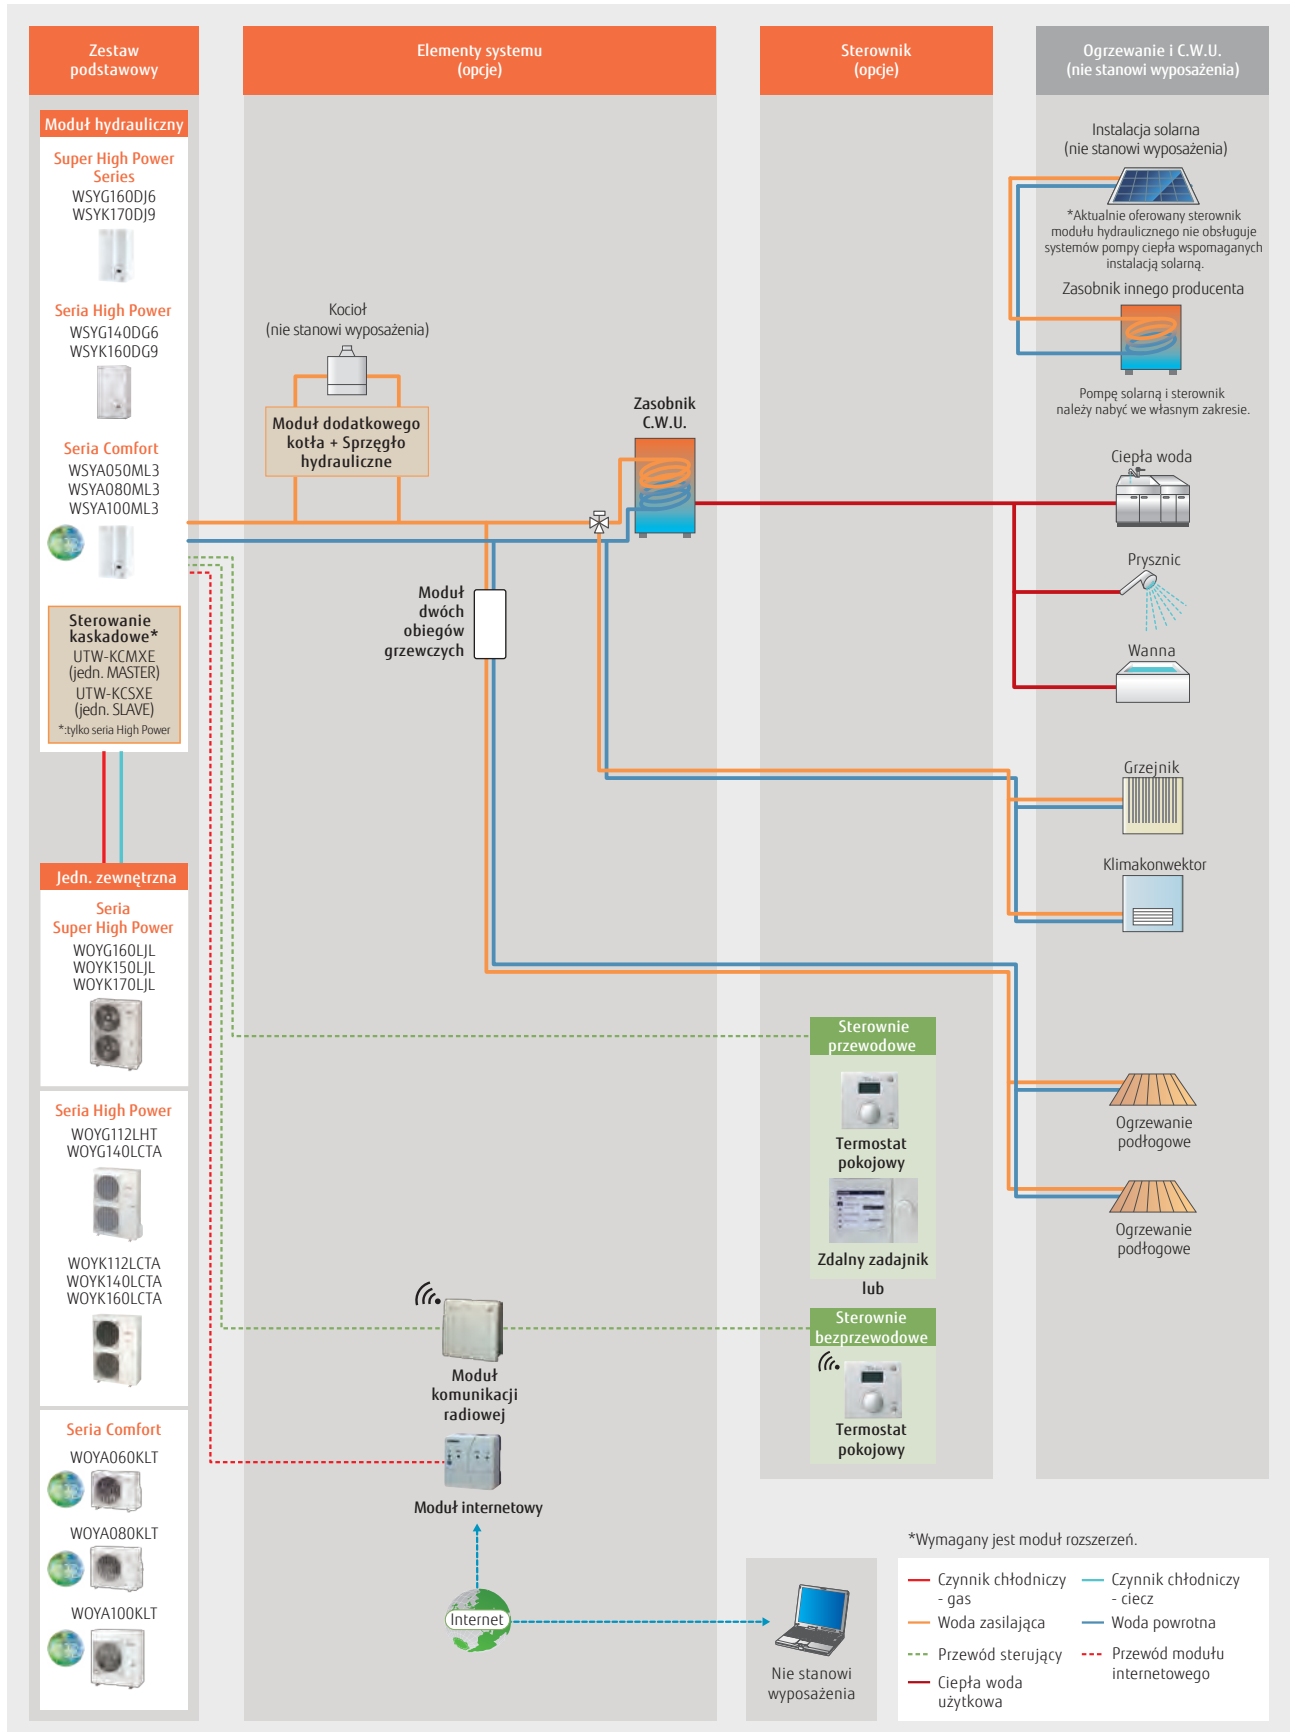 Zestaw
podstawowy
Elementy systemu
(opcje)
Sterownik
(opcje)
Ogrzewanie i C.W.U.
(nie stanowi wyposażenia)
Moduł hydrauliczny
Super High Power
Series
WSYG160DJ6
WSYK170DJ9
Seria High Power
WSYG140DG6
WSYK160DG9
Seria Comfort
WSYA050ML3
WSYA080ML3
WSYA100ML3
Sterowanie
kaskadowe*
UTW-KCMXE
(jedn. MASTER)
UTW-KCSXE
(jedn. SLAVE)
*:tylko seria High Power
Jedn. zewnętrzna
Seria
Super High Power
WOYG160LJL
WOYK150LJL
WOYK170LJL
Seria High Power
WOYG112LHT
WOYG140LCTA
WOYK112LCTA
WOYK140LCTA
WOYK160LCTA
Seria Comfort
WOYA060KLT
WOYA080KLT
WOYA100KLT
Kocioł
(nie stanowi wyposażenia)
Moduł dodatkowego
kotła + Sprzęgło
hydrauliczne
Zasobnik
C.W.U.
Moduł
dwóch
obiegów
grzewczych
Moduł
komunikacji
radiowej
Moduł internetowy
Internet
Sterownie
przewodowe
Termostat
pokojowy
Zdalny zadajnik
lub
Sterownie
bezprzewodowe
Termostat
pokojowy
Instalacja solarna
(nie stanowi wyposażenia)
*Aktualnie oferowany sterownik
modułu hydraulicznego nie obsługuje
systemów pompy ciepła wspomaganych
instalacją solarną.
Zasobnik innego producenta
Pompę solarną i sterownik
należy nabyć we własnym zakresie.
Ciepła woda
Prysznic
Wanna
Grzejnik
Klimakonwektor
Ogrzewanie
podłogowe
Ogrzewanie
podłogowe
Nie stanowi
wyposażenia
*Wymagany jest moduł rozszerzeń.
Czynnik chłodniczy
- gas
Czynnik chłodniczy
- ciecz
Woda zasilająca
Woda powrotna
Przewód sterujący
Przewód modułu
internetowego
Ciepła woda
użytkowa